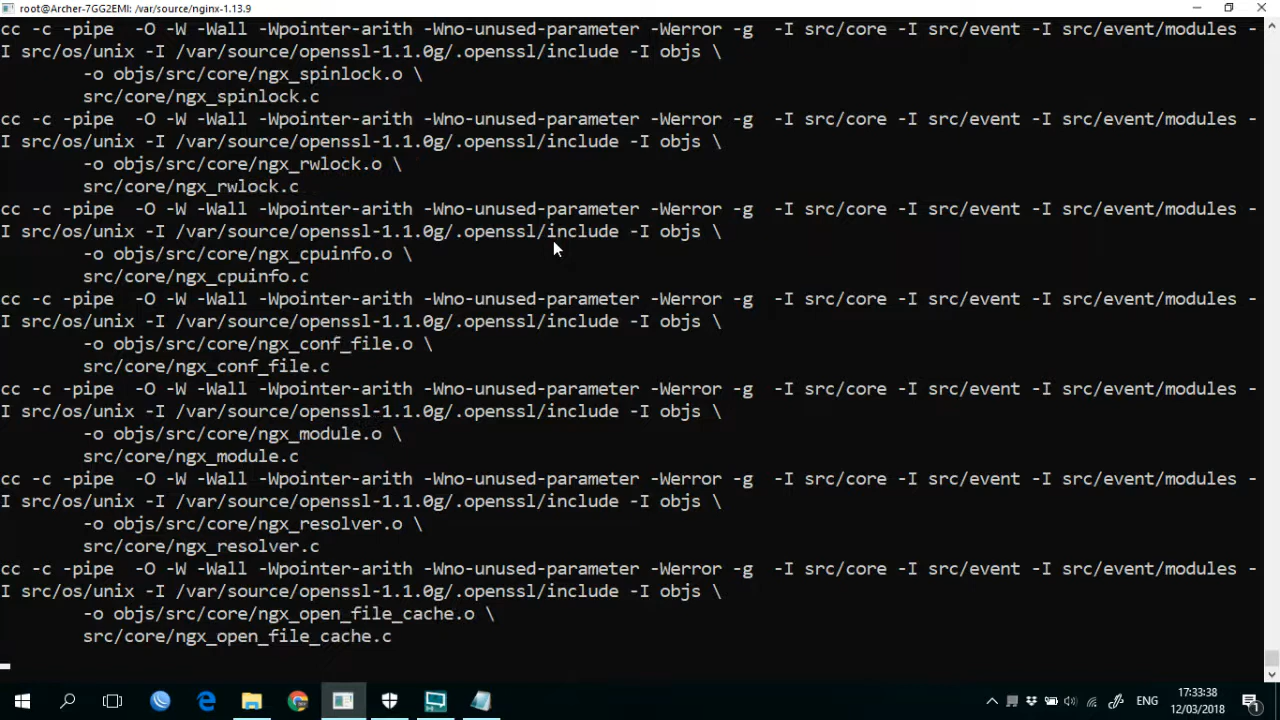 root@Archer-7GG2EMI: /var/source/nginx-1.13.9
cc -c -pipe  -O -W -Wall -Wpointer-arith -Wno-unused-parameter -Werror -g  -I src/core -I src/event -I src/event/modules -
I src/os/unix -I /var/source/openssl-1.1.0g/.openssl/include -I objs \
        -o objs/src/core/ngx_spinlock.o \
        src/core/ngx_spinlock.c
cc -c -pipe  -O -W -Wall -Wpointer-arith -Wno-unused-parameter -Werror -g  -I src/core -I src/event -I src/event/modules -
I src/os/unix -I /var/source/openssl-1.1.0g/.openssl/include -I objs \
        -o objs/src/core/ngx_rwlock.o \
        src/core/ngx_rwlock.c
cc -c -pipe  -O -W -Wall -Wpointer-arith -Wno-unused-parameter -Werror -g  -I src/core -I src/event -I src/event/modules -
I src/os/unix -I /var/source/openssl-1.1.0g/.openssl/include -I objs \
        -o objs/src/core/ngx_cpuinfo.o \
        src/core/ngx_cpuinfo.c
cc -c -pipe  -O -W -Wall -Wpointer-arith -Wno-unused-parameter -Werror -g  -I src/core -I src/event -I src/event/modules -
I src/os/unix -I /var/source/openssl-1.1.0g/.openssl/include -I objs \
        -o objs/src/core/ngx_conf_file.o \
        src/core/ngx_conf_file.c
cc -c -pipe  -O -W -Wall -Wpointer-arith -Wno-unused-parameter -Werror -g  -I src/core -I src/event -I src/event/modules -
I src/os/unix -I /var/source/openssl-1.1.0g/.openssl/include -I objs \
        -o objs/src/core/ngx_module.o \
        src/core/ngx_module.c
cc -c -pipe  -O -W -Wall -Wpointer-arith -Wno-unused-parameter -Werror -g  -I src/core -I src/event -I src/event/modules -
I src/os/unix -I /var/source/openssl-1.1.0g/.openssl/include -I objs \
        -o objs/src/core/ngx_resolver.o \
        src/core/ngx_resolver.c
cc -c -pipe  -O -W -Wall -Wpointer-arith -Wno-unused-parameter -Werror -g  -I src/core -I src/event -I src/event/modules -
I src/os/unix -I /var/source/openssl-1.1.0g/.openssl/include -I objs \
        -o objs/src/core/ngx_open_file_cache.o \
        src/core/ngx_open_file_cache.c
ENG
17:33:38
12/03/2018
1